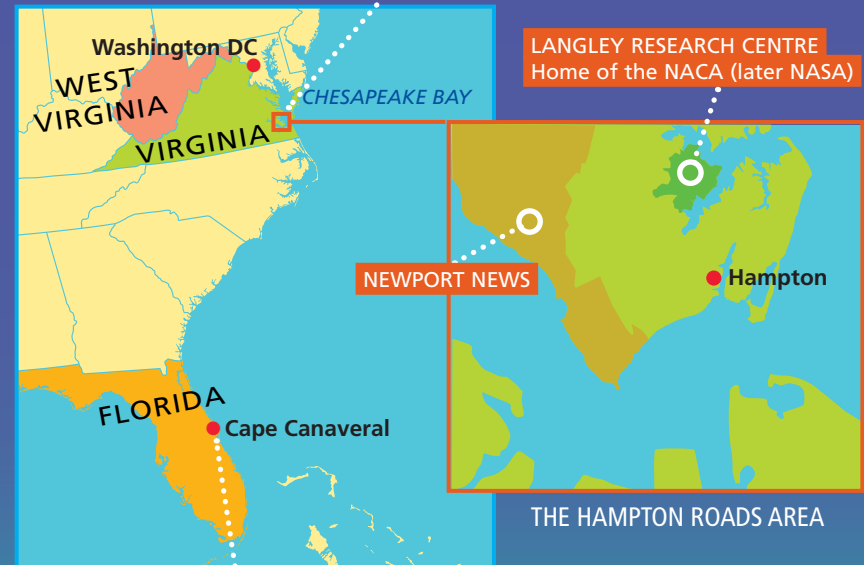 Washington DC
WEST
VIRGINIA
CHESAPEAKE BAY
VIRGINIA
FLORIDA
Cape Canaveral
LANGLEY RESEARCH CENTRE
Home of the NACA (later NASA)
NEWPORT NEWS
Hampton
THE HAMPTON ROADS AREA